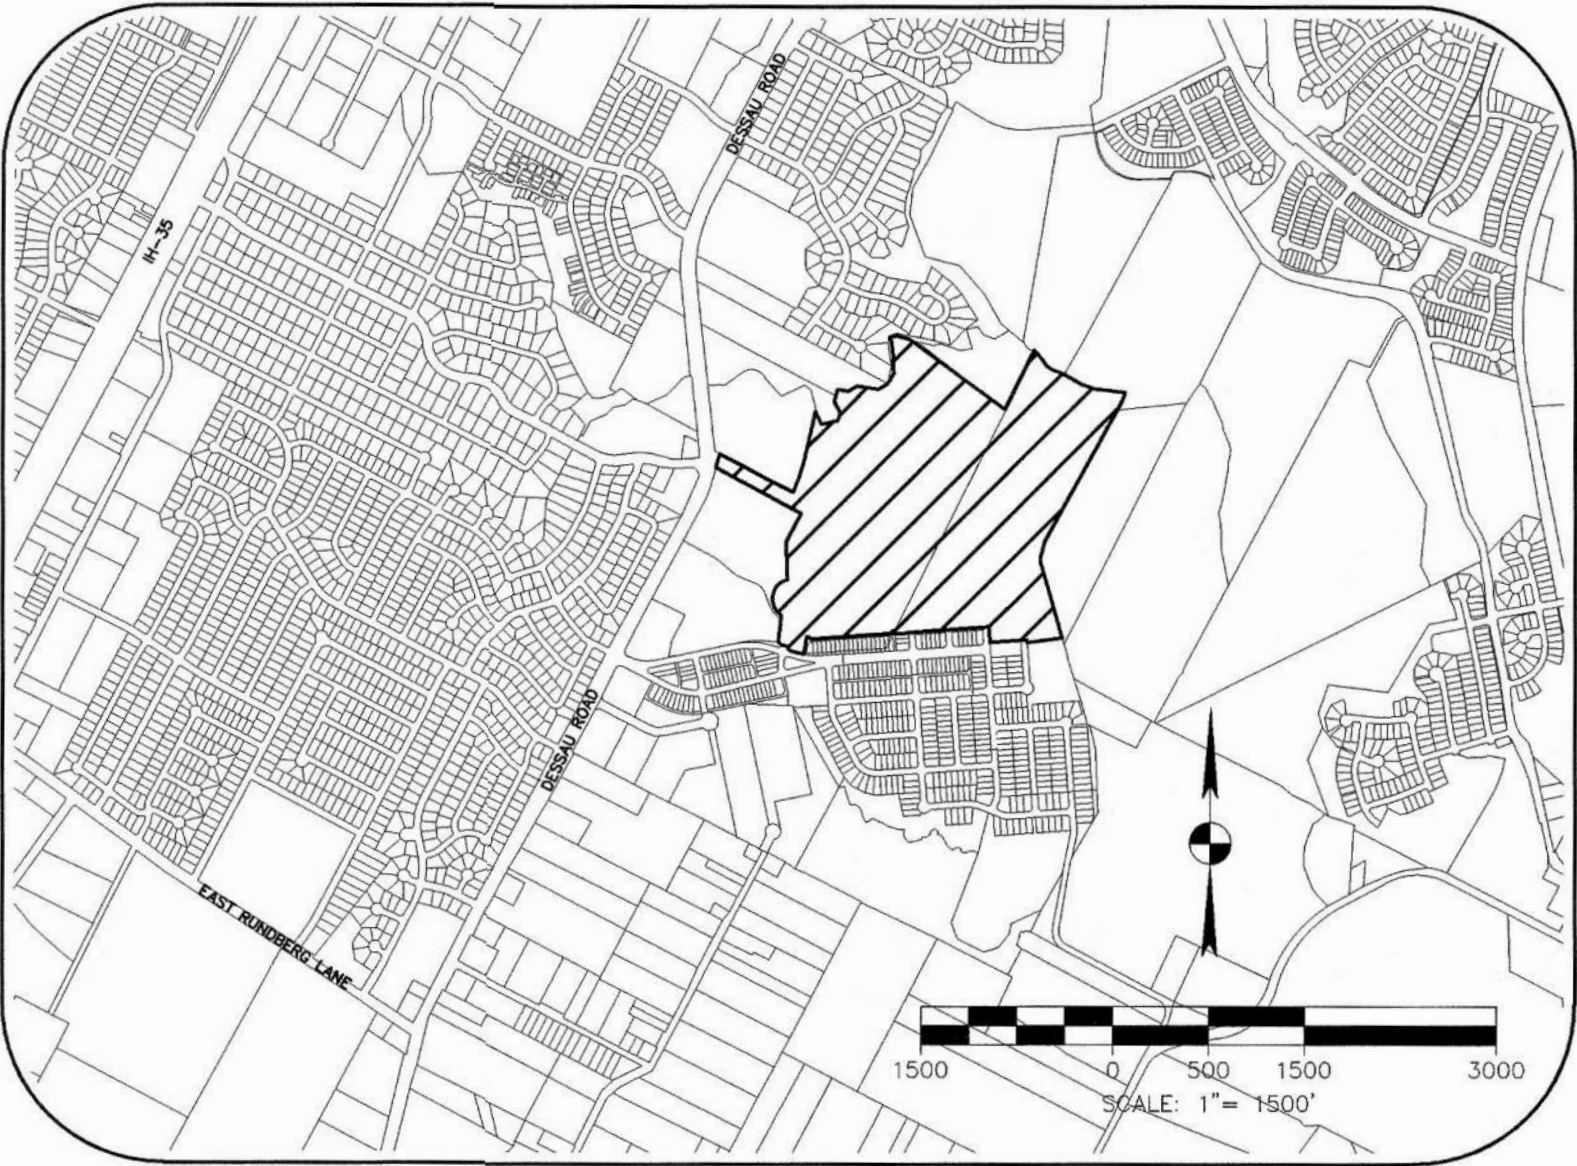 DESSAU ROAD
IH-35
DESSAU ROAD
EAST RUNDBERG LANE
1500 0 500 1500 3000
SCALE: 1"= 1500'